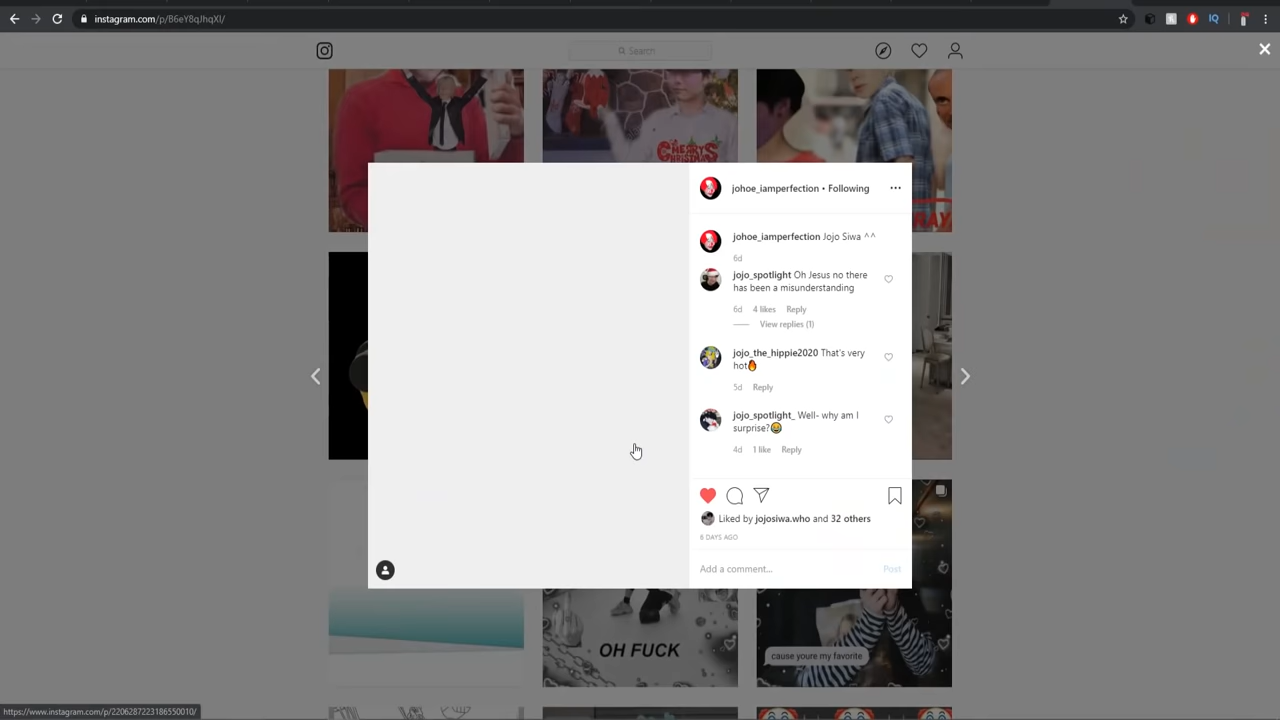 instagram.com/p/B6eY8qJhqXl/
Search
CHERRYS
CHRISTMAS
johoe_iamperfection • Following
johoe_iamperfection Jojo Siwa ^^
6d
jojo_spotlight Oh Jesus no there
has been a misunderstanding
6d 4 likes Reply
View replies (1)
jojo_the_hippie2020 That's very
hot🔥
5d Reply
jojo_spotlight_ Well- why am I
surprise?😂
4d 1 like Reply
Liked by jojosiwa.who and 32 others
6 DAYS AGO
Add a comment... Post
OH FUCK
cause youre my favorite
https://www.instagram.com/p/2206287223186550010/